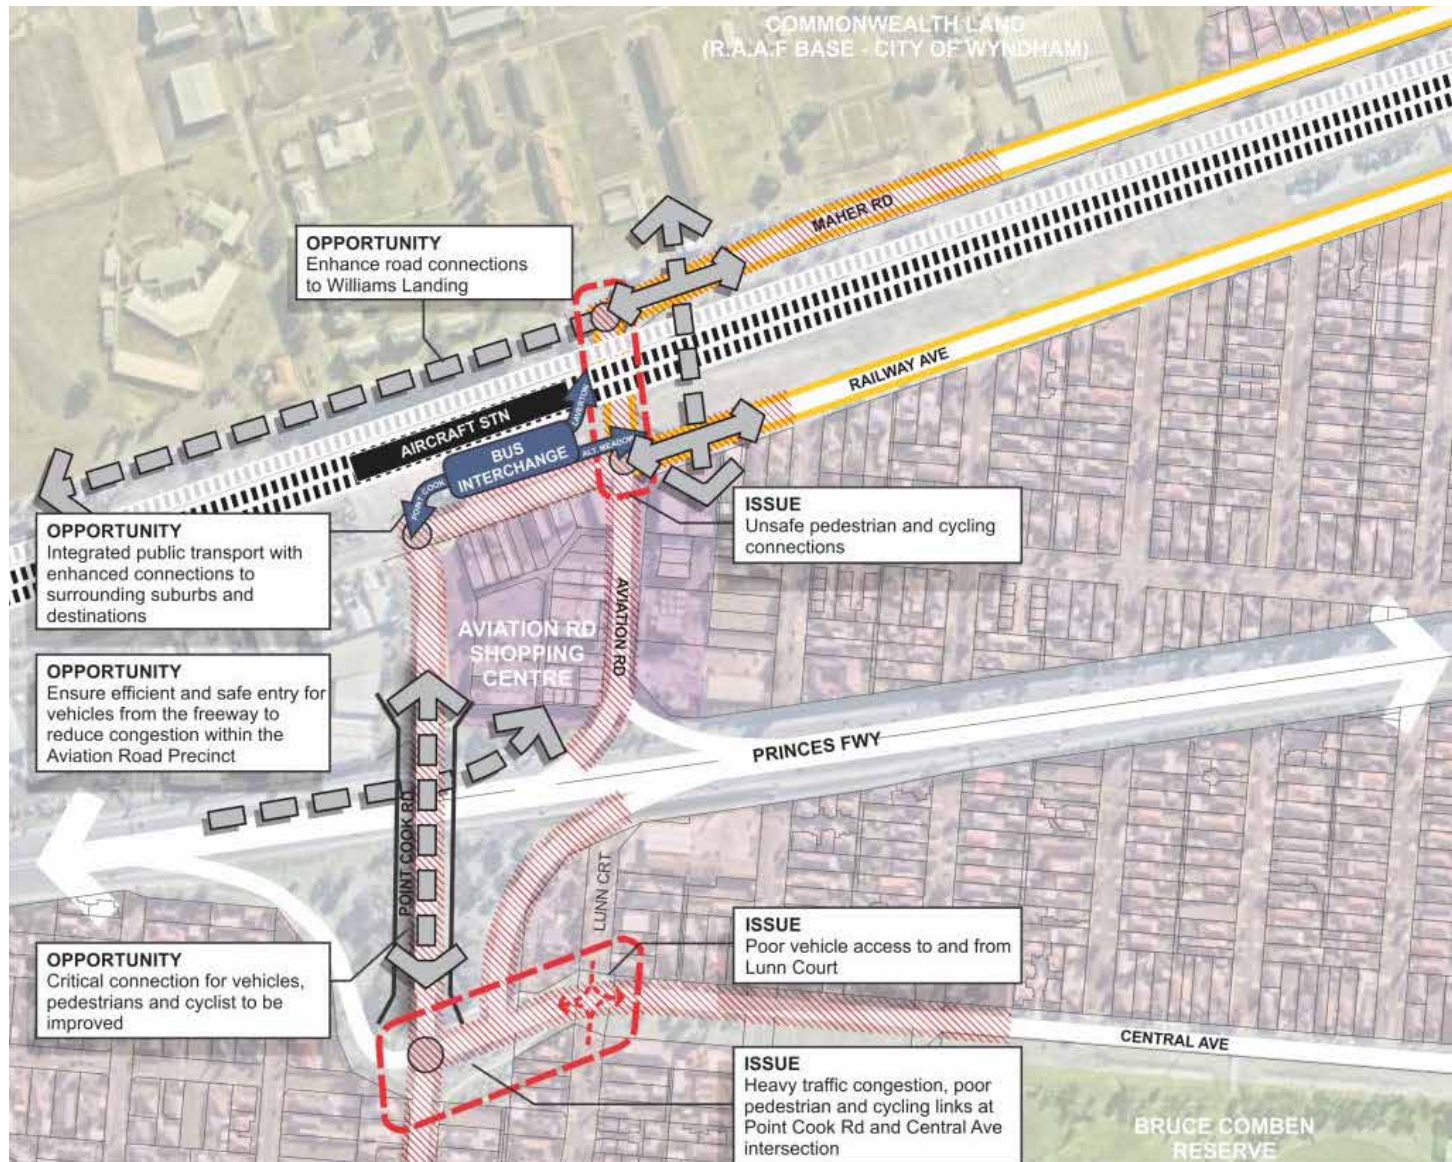 COMMONWEALTH LAND
(R.A.A.F BASE - CITY OF WYNDHAM)
MAHER RD
OPPORTUNITY
Enhance road connections
to Williams Landing
RAILWAY AVE
AIRCRAFT STN
LAVERTON
BUS
INTERCHANGE
ALT. MEADOWS
POINT COOK
OPPORTUNITY
Integrated public transport with
enhanced connections to
surrounding suburbs and
destinations
ISSUE
Unsafe pedestrian and cycling
connections
AVIATION RD
AVIATION RD
SHOPPING
CENTRE
OPPORTUNITY
Ensure efficient and safe entry for
vehicles from the freeway to
reduce congestion within the
Aviation Road Precinct
PRINCES FWY
POINT COOK RD
LUNN CRT
OPPORTUNITY
Critical connection for vehicles,
pedestrians and cyclist to be
improved
ISSUE
Poor vehicle access to and from
Lunn Court
CENTRAL AVE
ISSUE
Heavy traffic congestion, poor
pedestrian and cycling links at
Point Cook Rd and Central Ave
intersection
BRUCE COMBEN
RESERVE